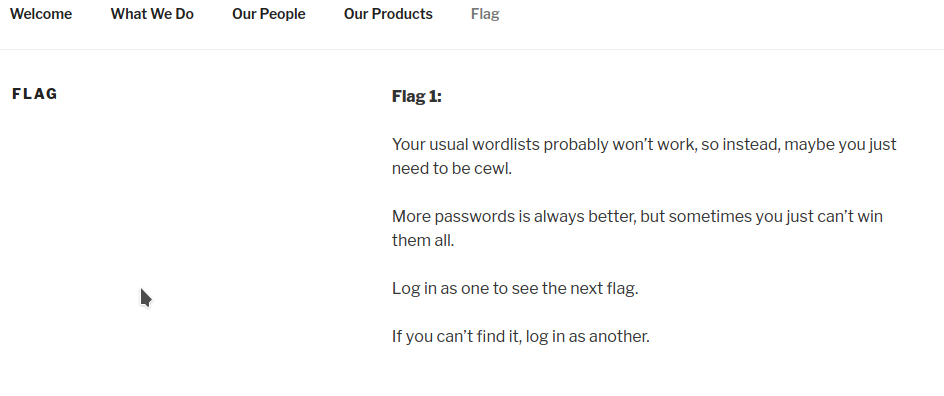 Welcome What We Do Our People Our Products Flag
FLAG
Flag 1:
Your usual wordlists probably won’t work, so instead, maybe you just
need to be cewl.
More passwords is always better, but sometimes you just can’t win
them all.
Log in as one to see the next flag.
If you can’t find it, log in as another.